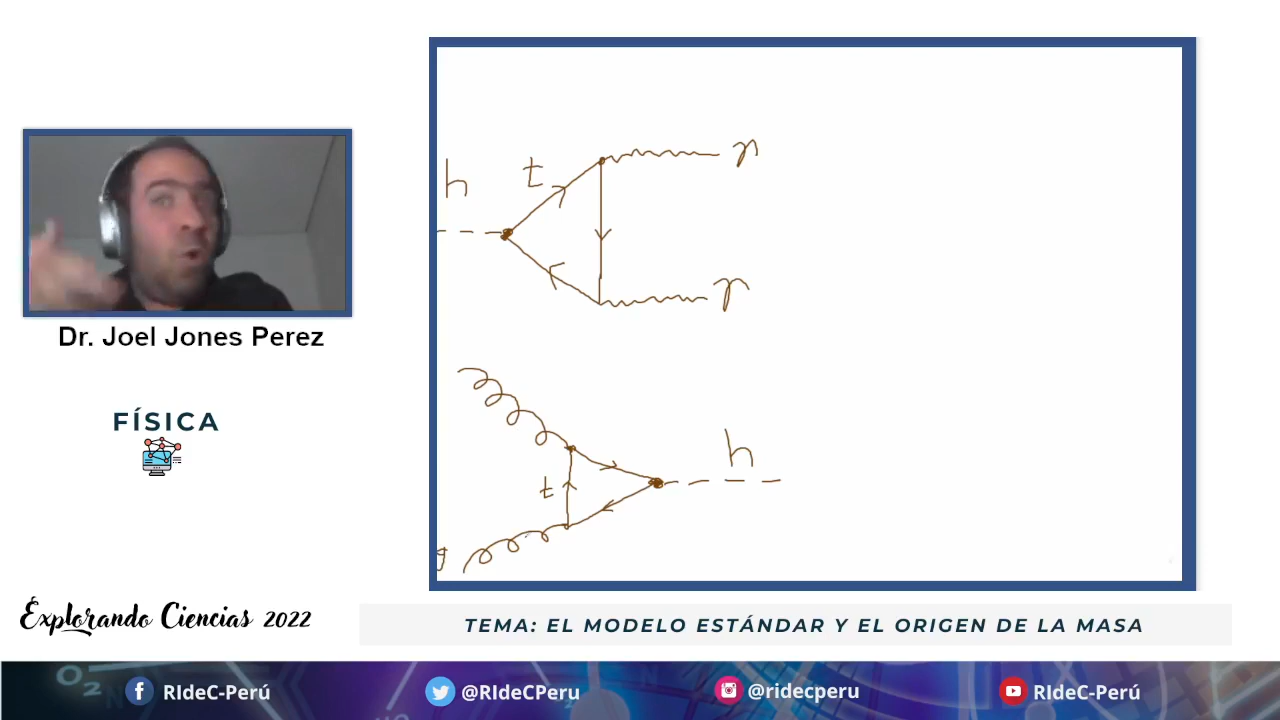 h
t
γ
γ
h
t
g
Dr. Joel Jones Perez
FÍSICA
Explorando Ciencias 2022
TEMA: EL MODELO ESTÁNDAR Y EL ORIGEN DE LA MASA
O2
RIdeC-Perú
@RIdeCPeru
@ridecperu
RIdeC-Perú